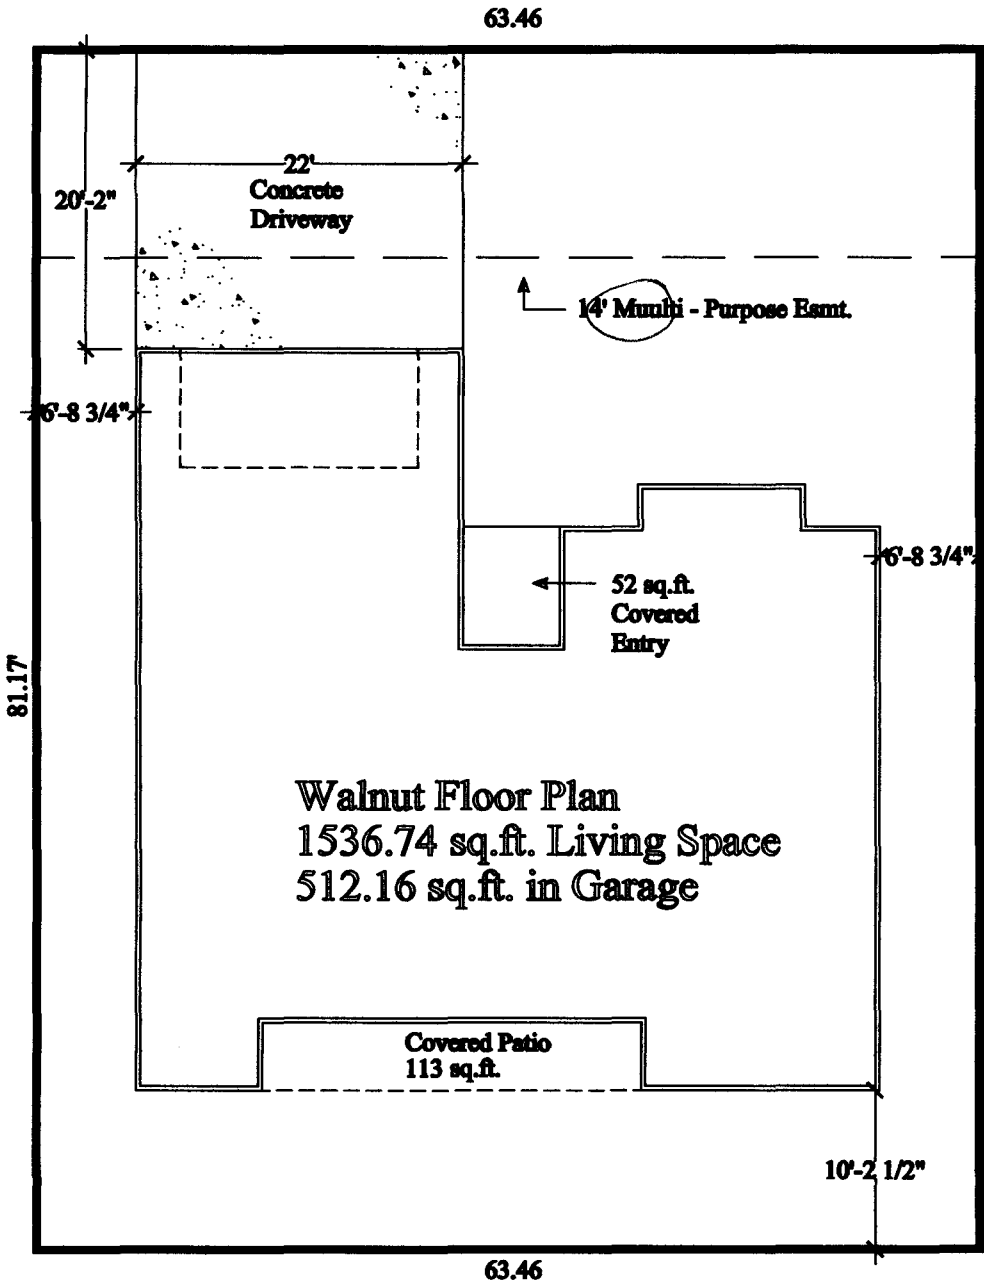 63.46
22'
Concrete
Driveway
20'-2"
14' Muulti - Purpose Esmt.
6'-8 3/4"
6'-8 3/4"
52 sq.ft.
Covered
Entry
81.17'
Walnut Floor Plan
1536.74 sq.ft. Living Space
512.16 sq.ft. in Garage
Covered Patio
113 sq.ft.
10'-2 1/2"
63.46